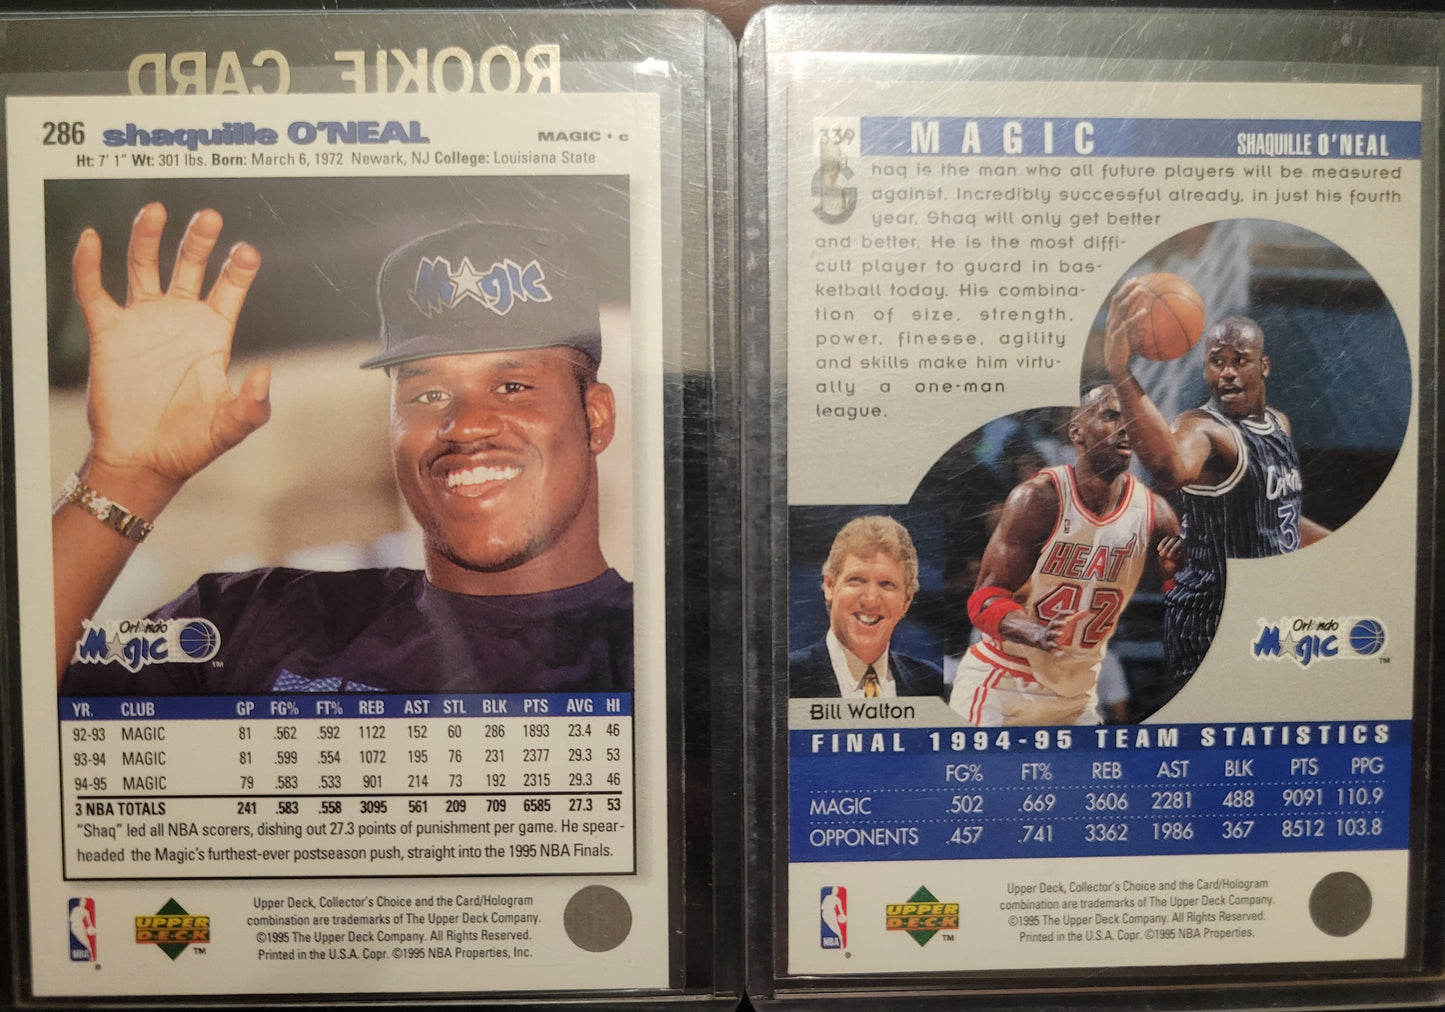 ROOKIE CARD
286 shaquille O'NEAL MAGIC • c
Ht: 7' 1" Wt: 301 lbs. Born: March 6, 1972 Newark, NJ College: Louisiana State
Magic
Orlando
Magic
TM
YR. CLUB GP FG% FT% REB AST STL BLK PTS AVG HI
92-93 MAGIC 81 .562 .592 1122 152 60 286 1893 23.4 46
93-94 MAGIC 81 .599 .554 1072 195 76 231 2377 29.3 53
94-95 MAGIC 79 .583 .533 901 214 73 192 2315 29.3 46
3 NBA TOTALS 241 .583 .558 3095 561 209 709 6585 27.3 53
"Shaq" led all NBA scorers, dishing out 27.3 points of punishment per game. He spear-
headed the Magic's furthest-ever postseason push, straight into the 1995 NBA Finals.
NBA
®
UPPER
DECK
TM
Upper Deck, Collector's Choice and the Card/Hologram
combination are trademarks of The Upper Deck Company.
©1995 The Upper Deck Company. All Rights Reserved.
Printed in the U.S.A. Copr. ©1995 NBA Properties, Inc.
339 MAGIC SHAQUILLE O'NEAL
Shaq is the man who all future players will be measured
against. Incredibly successful already, in just his fourth
year, Shaq will only get better
and better. He is the most diffi-
cult player to guard in bas-
ketball today. His combina-
tion of size, strength,
power, finesse, agility
and skills make him virtu-
ally a one-man
league.
HEAT
42
3
Orlando
Magic
TM
Bill Walton
FINAL 1994-95 TEAM STATISTICS
FG% FT% REB AST BLK PTS PPG
MAGIC .502 .669 3606 2281 488 9091 110.9
OPPONENTS .457 .741 3362 1986 367 8512 103.8
NBA
®
UPPER
DECK
TM
Upper Deck, Collector's Choice and the Card/Hologram
combination are trademarks of The Upper Deck Company.
©1995 The Upper Deck Company. All Rights Reserved.
Printed in the U.S.A. Copr. ©1995 NBA Properties.